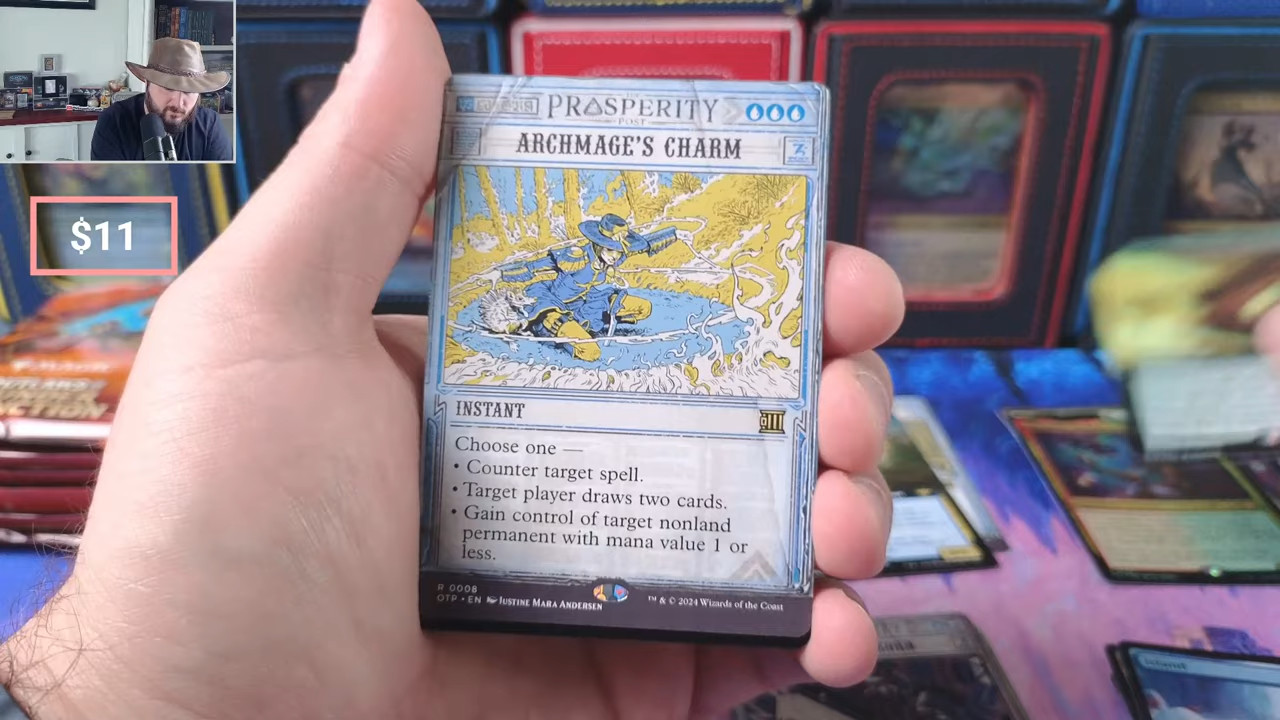 $11
THE
PROSPERITY
POST
ARCHMAGE'S CHARM
INSTANT
Choose one —
• Counter target spell.
• Target player draws two cards.
• Gain control of target nonland
permanent with mana value 1 or
less.
R 0008
OTP • EN JUSTINE MARA ANDERSEN
™ & © 2024 Wizards of the Coast